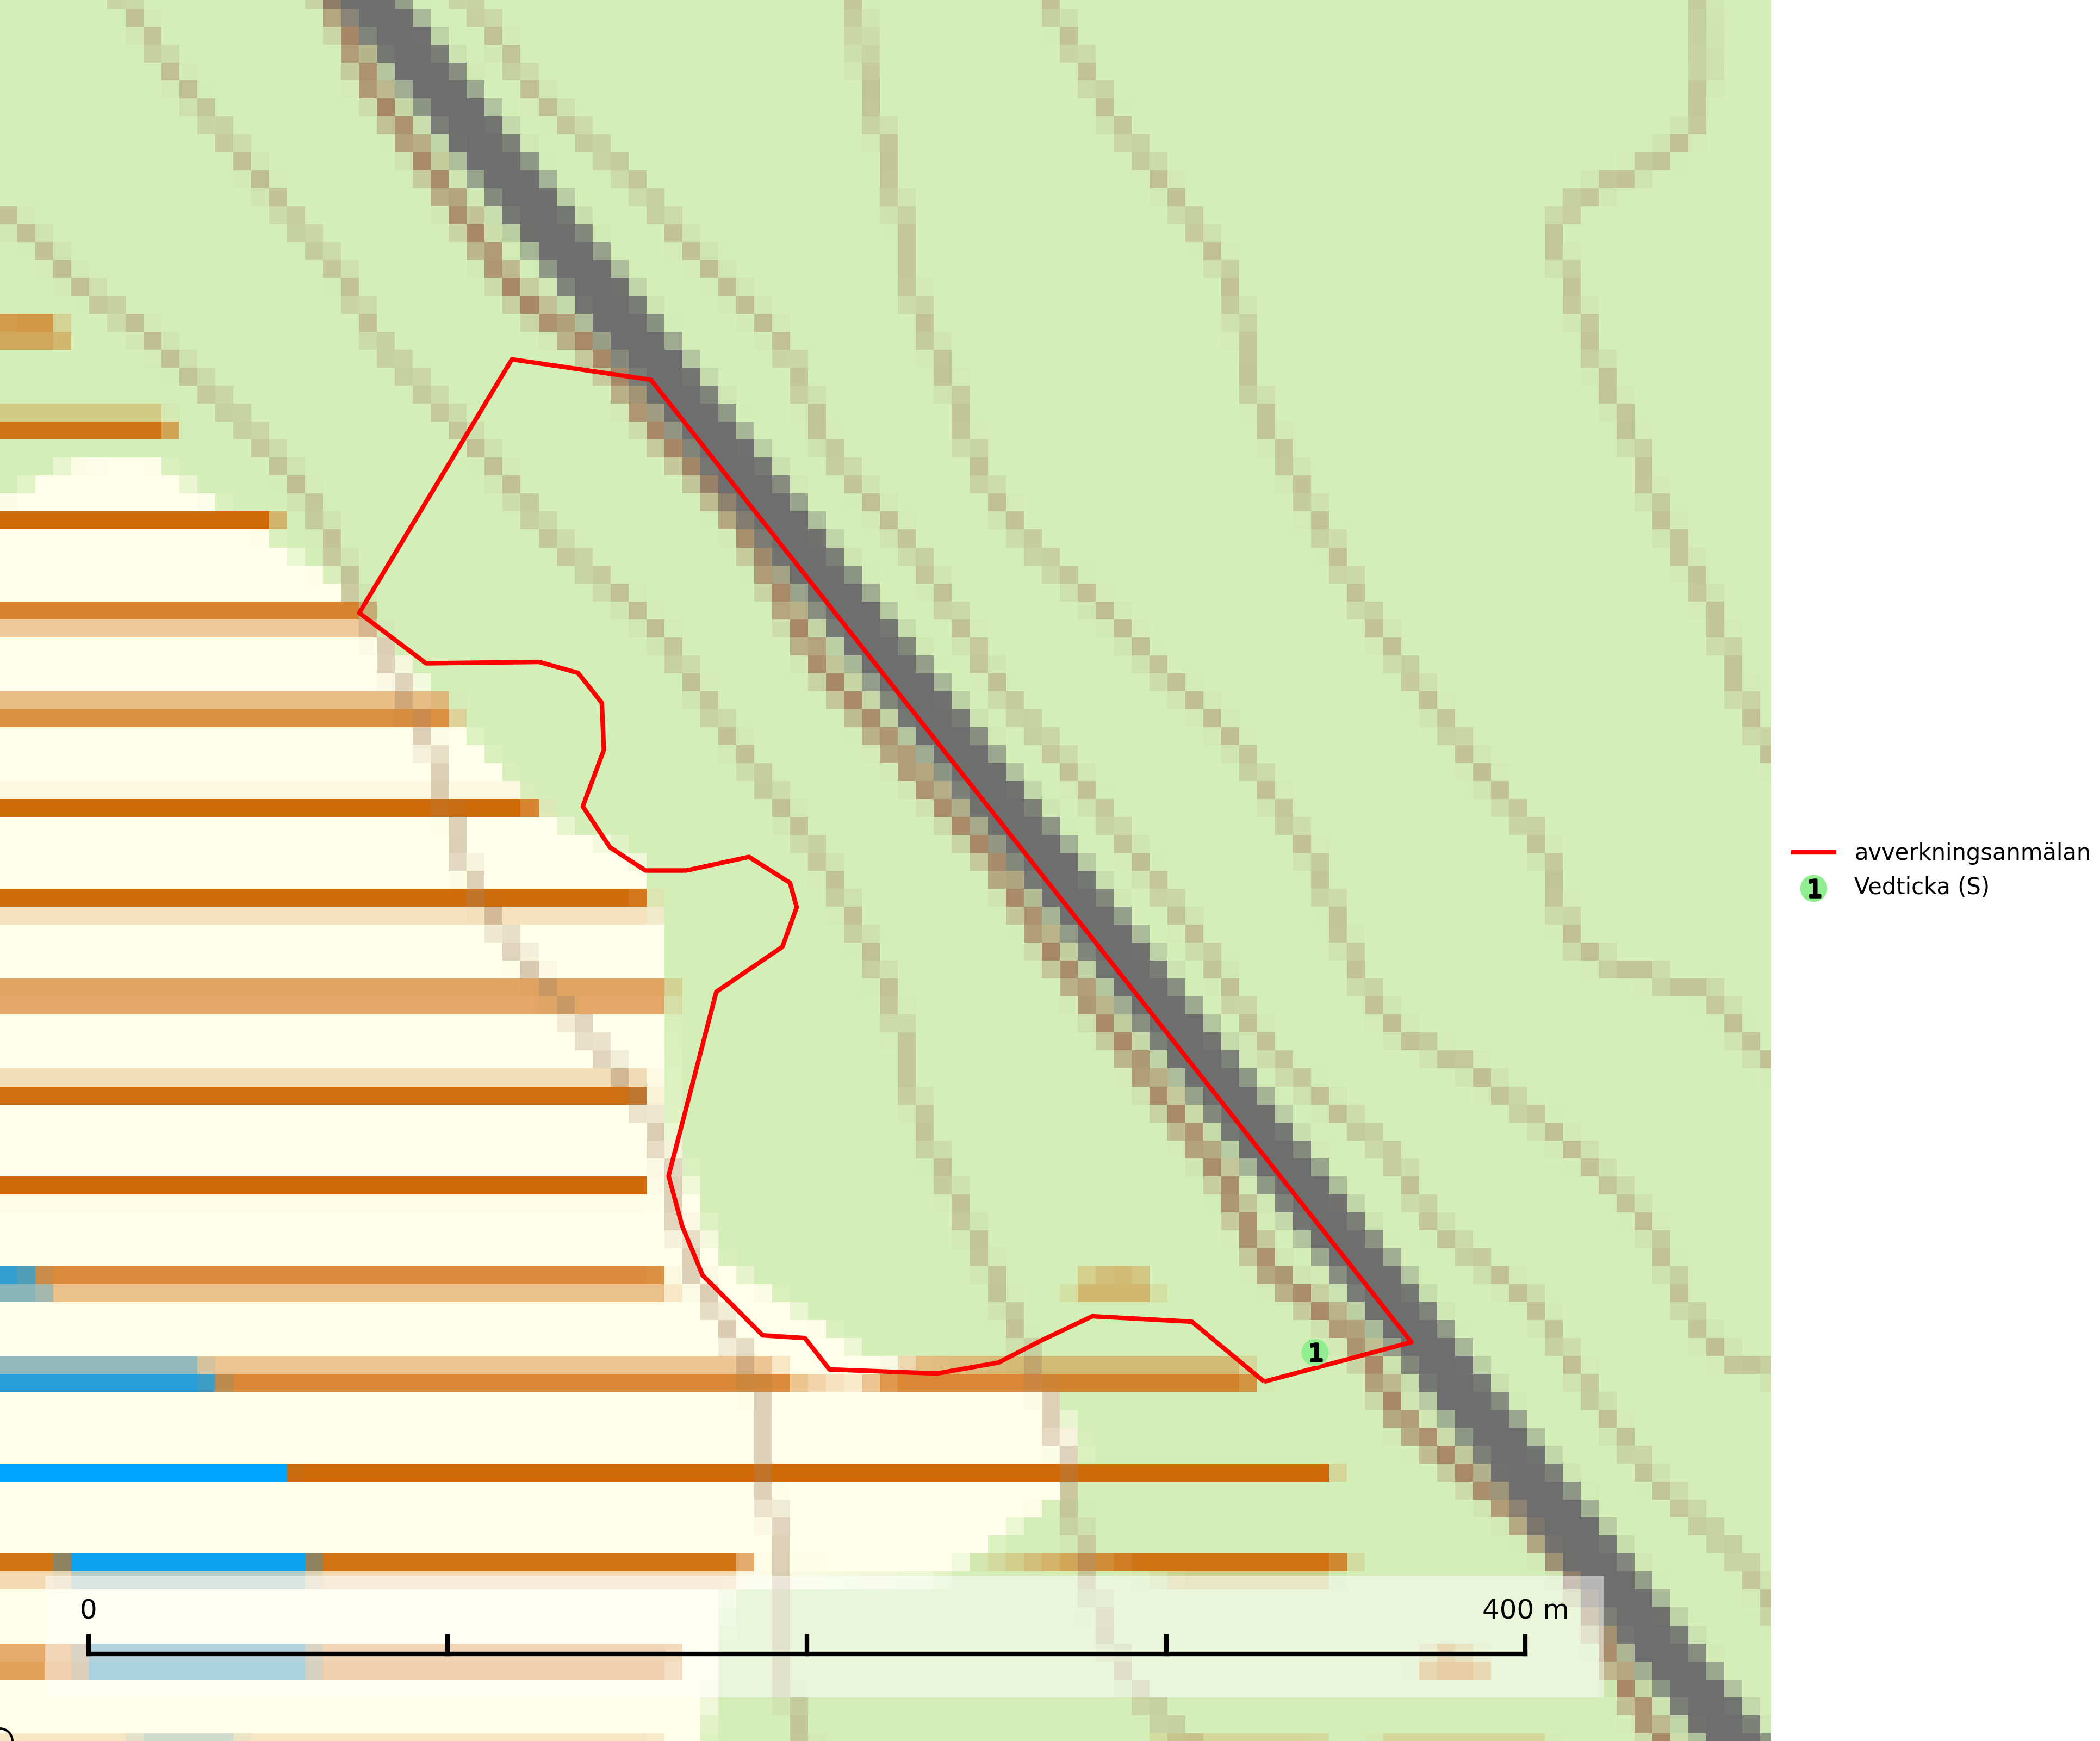 avverkningsanmälan
1 Vedticka (S)
1
0 400 m